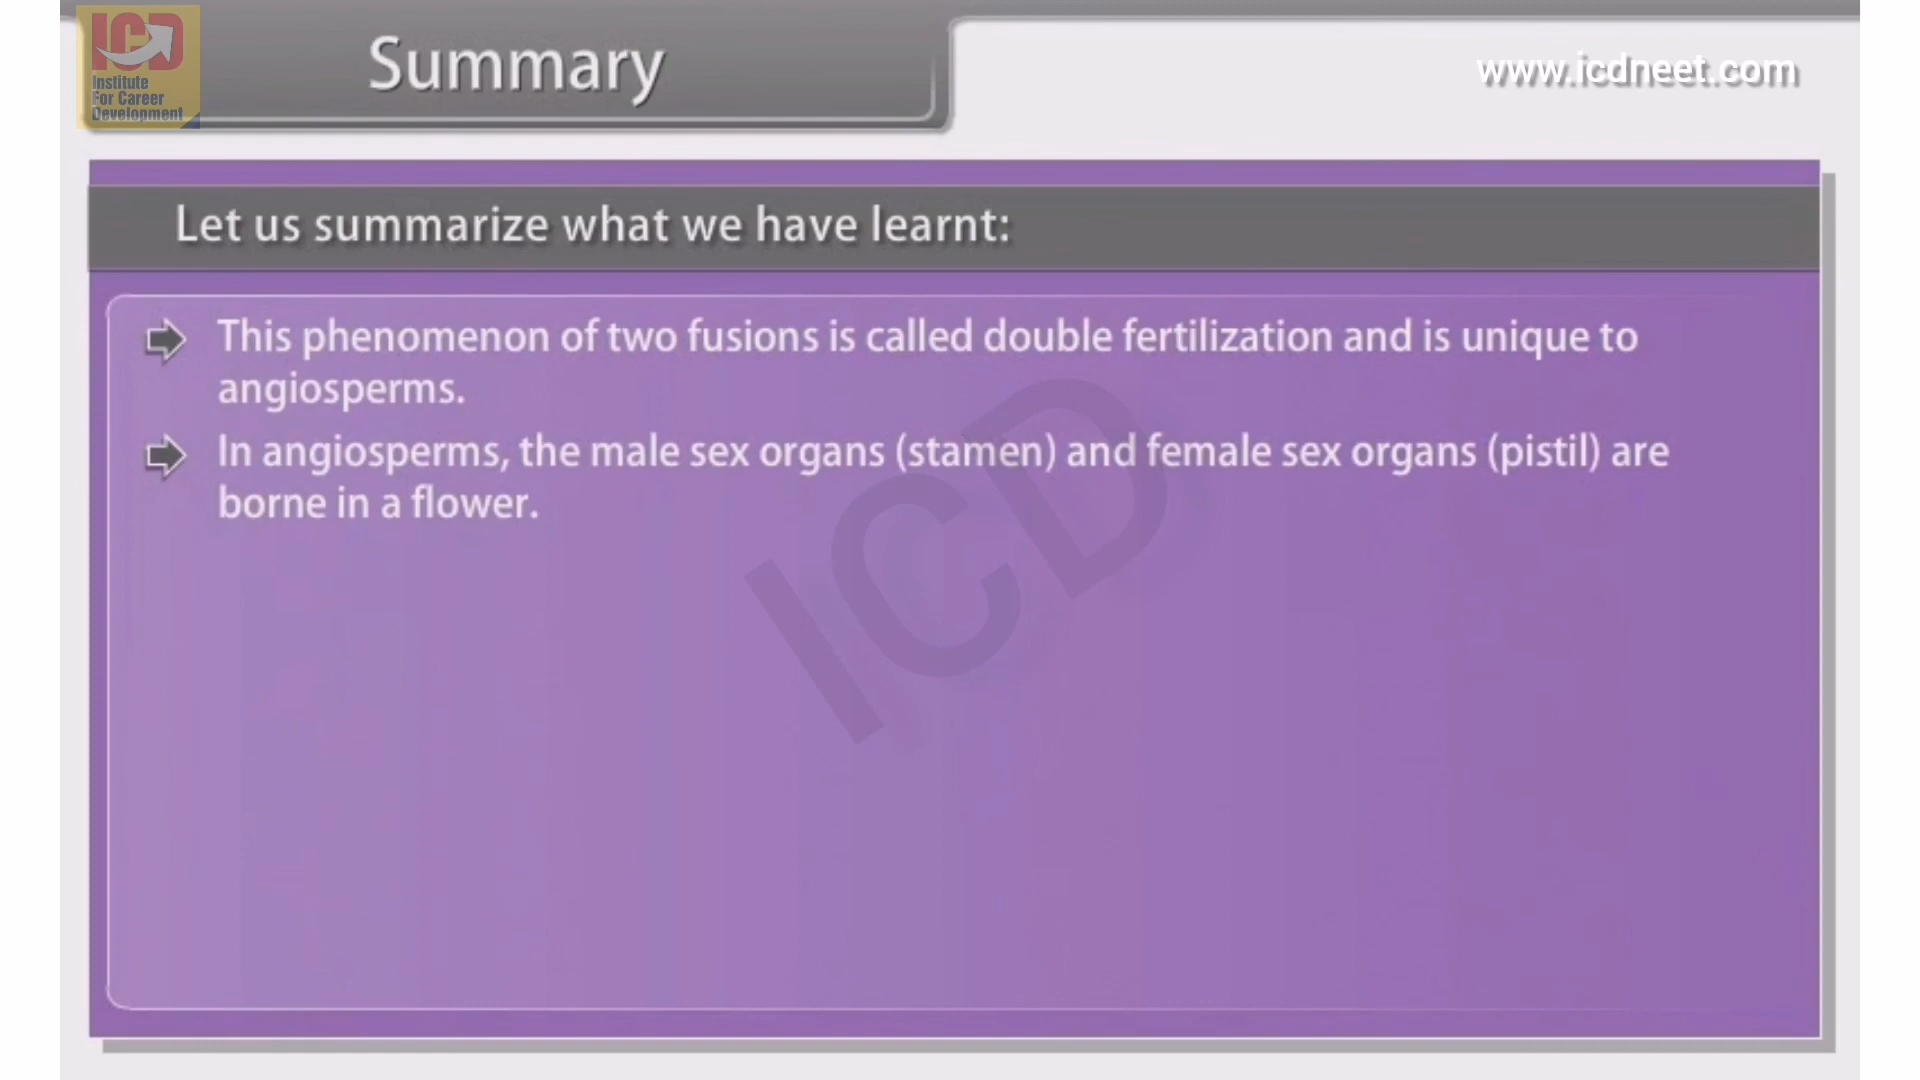 ICD
Institute
For Career
Development
Summary
www.icdneet.com
Let us summarize what we have learnt:
This phenomenon of two fusions is called double fertilization and is unique to
angiosperms.
In angiosperms, the male sex organs (stamen) and female sex organs (pistil) are
borne in a flower.
ICD